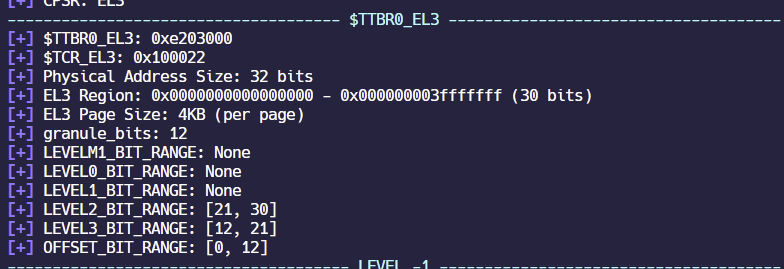 [+] CPSR: EL3
----------------------------------- $TTBR0_EL3 -----------------------------------
[+] $TTBR0_EL3: 0xe203000
[+] $TCR_EL3: 0x100022
[+] Physical Address Size: 32 bits
[+] EL3 Region: 0x0000000000000000 - 0x000000003fffffff (30 bits)
[+] EL3 Page Size: 4KB (per page)
[+] granule_bits: 12
[+] LEVELM1_BIT_RANGE: None
[+] LEVEL0_BIT_RANGE: None
[+] LEVEL1_BIT_RANGE: None
[+] LEVEL2_BIT_RANGE: [21, 30]
[+] LEVEL3_BIT_RANGE: [12, 21]
[+] OFFSET_BIT_RANGE: [0, 12]
------------------------------------ LEVEL -1 ------------------------------------